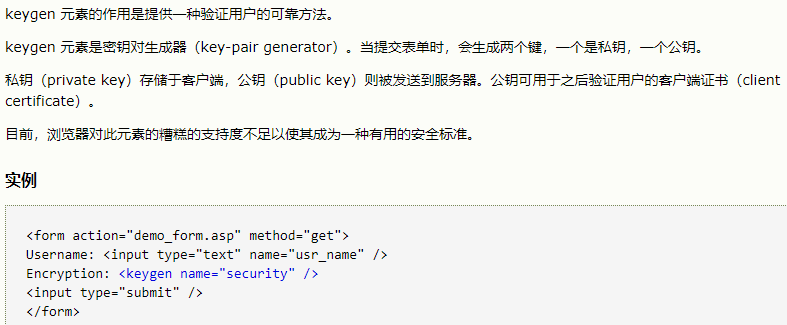 keygen 元素的作用是提供一种验证用户的可靠方法。
keygen 元素是密钥对生成器（key-pair generator）。当提交表单时，会生成两个键，一个是私钥，一个公钥。
私钥（private key）存储于客户端，公钥（public key）则被发送到服务器。公钥可用于之后验证用户的客户端证书（client
certificate）。
目前，浏览器对此元素的糟糕的支持度不足以使其成为一种有用的安全标准。
实例
<form action="demo_form.asp" method="get">
Username: <input type="text" name="usr_name" />
Encryption: <keygen name="security" />
<input type="submit" />
</form>